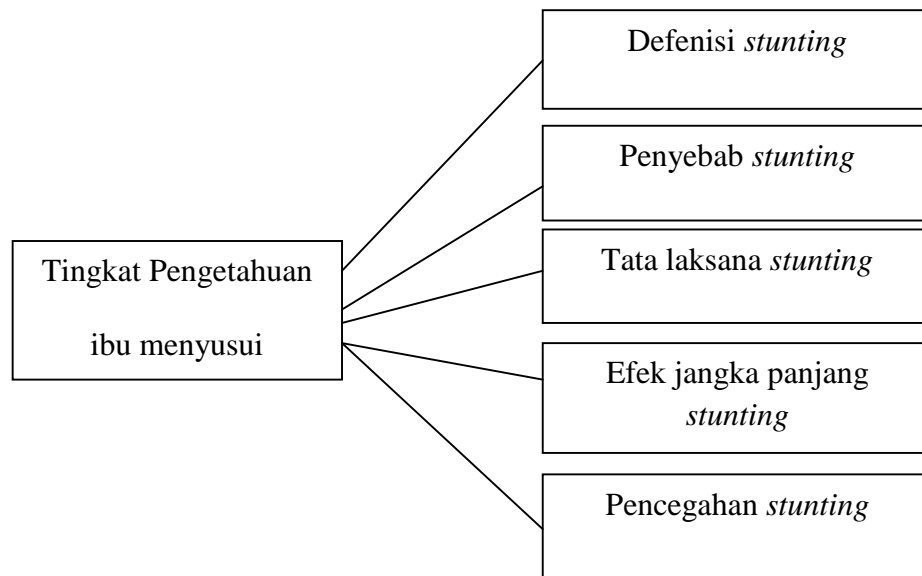 Defenisi stunting
Penyebab stunting
Tingkat Pengetahuan
ibu menyusui
Tata laksana stunting
Efek jangka panjang
stunting
Pencegahan stunting